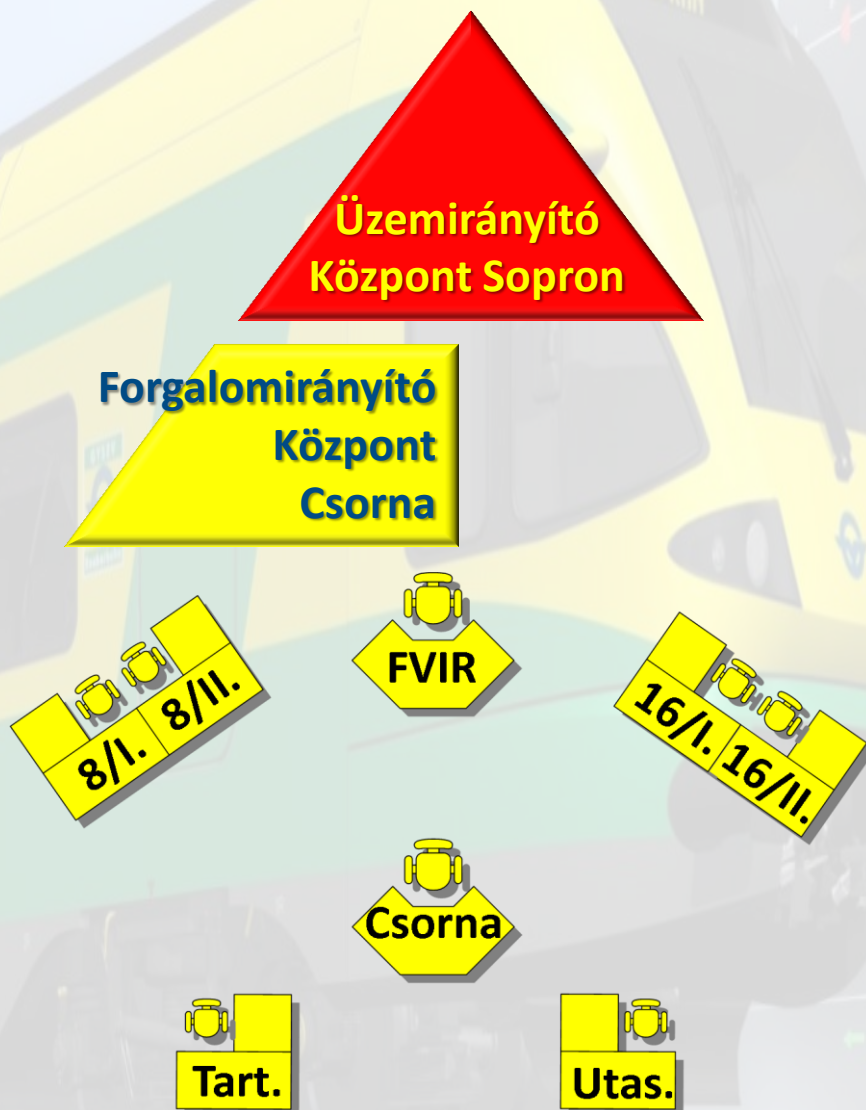 Üzemirányító
Központ Sopron
Forgalomirányító
Központ
Csorna
FVIR
8/I. 8/II.
16/I. 16/II.
Csorna
Tart.
Utas.